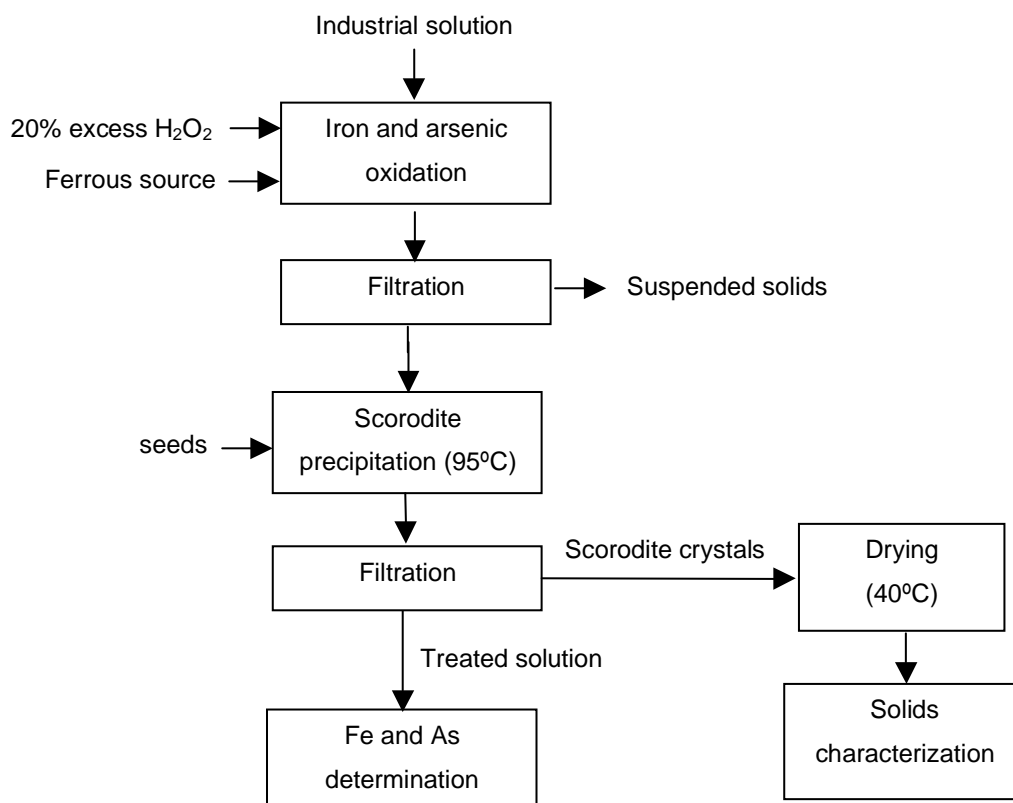 Industrial solution
20% excess H₂O₂
Ferrous source
Iron and arsenic
oxidation
Filtration
Suspended solids
seeds
Scorodite
precipitation (95ºC)
Filtration
Scorodite crystals
Drying
(40ºC)
Treated solution
Fe and As
determination
Solids
characterization